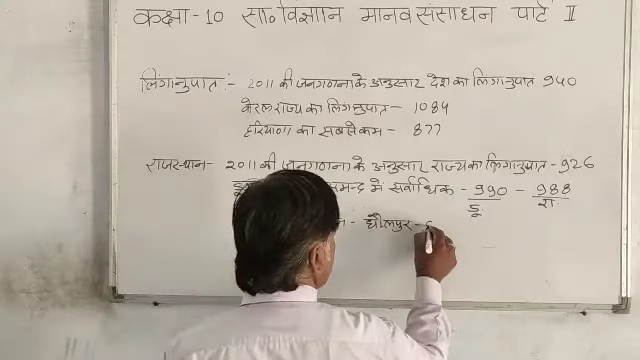 कक्षा-10 सा० विज्ञान मानव संसाधन पार्ट II
लिंगानुपात:- 2011 की जनगणना के अनुसार देश का लिंगानुपात 940
केरल राज्य का लिंगानुपात- 1084
हरियाणा का सबसे कम- 877
राजस्थान- 2011 की जनगणना के अनुसार राज्य का लिंगानुपात-926
में सर्वाधिक - 990 - 988
डू. रा.
- धौलपुर-